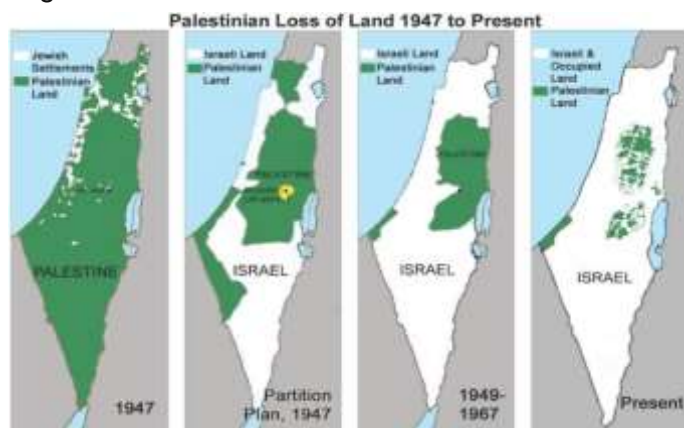 Palestinian Loss of Land 1947 to Present
Jewish
Settlements
Palestinian
Land
PALESTINE
1947
Israeli Land
Palestinian Land
ISRAEL
Partition
Plan, 1947
Israeli Land
Palestinian Land
ISRAEL
1949-
1967
Israeli &
Occupied
Land
Palestinian
Land
ISRAEL
Present